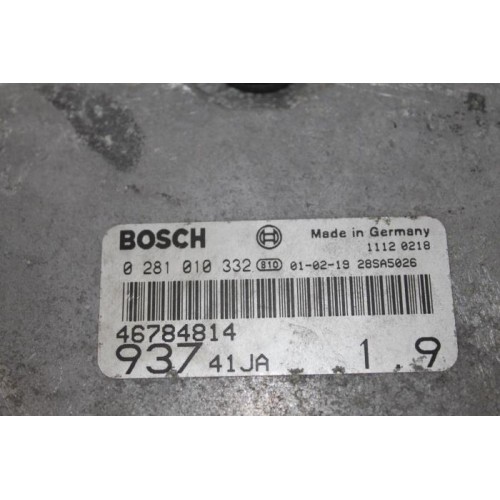 BOSCH Made in Germany
1112 0218
0 281 010 332 810 01-02-19 28SA5026
46784814
937 41JA 1.9